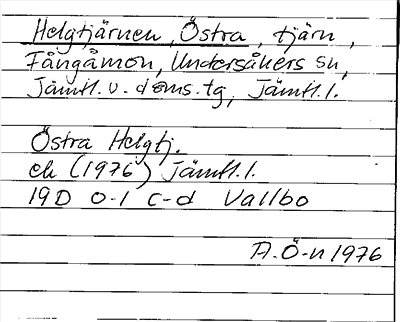 Helgtjärnen, Östra, tjärn,
Fångåmon, Undersåkers sn,
Jämtl. v. doms. tg, Jämtl. l.
Östra Helgtj.
ek (1976) Jämtl. l.
19D 0-1 c-d Vallbo
A. Ö-n 1976